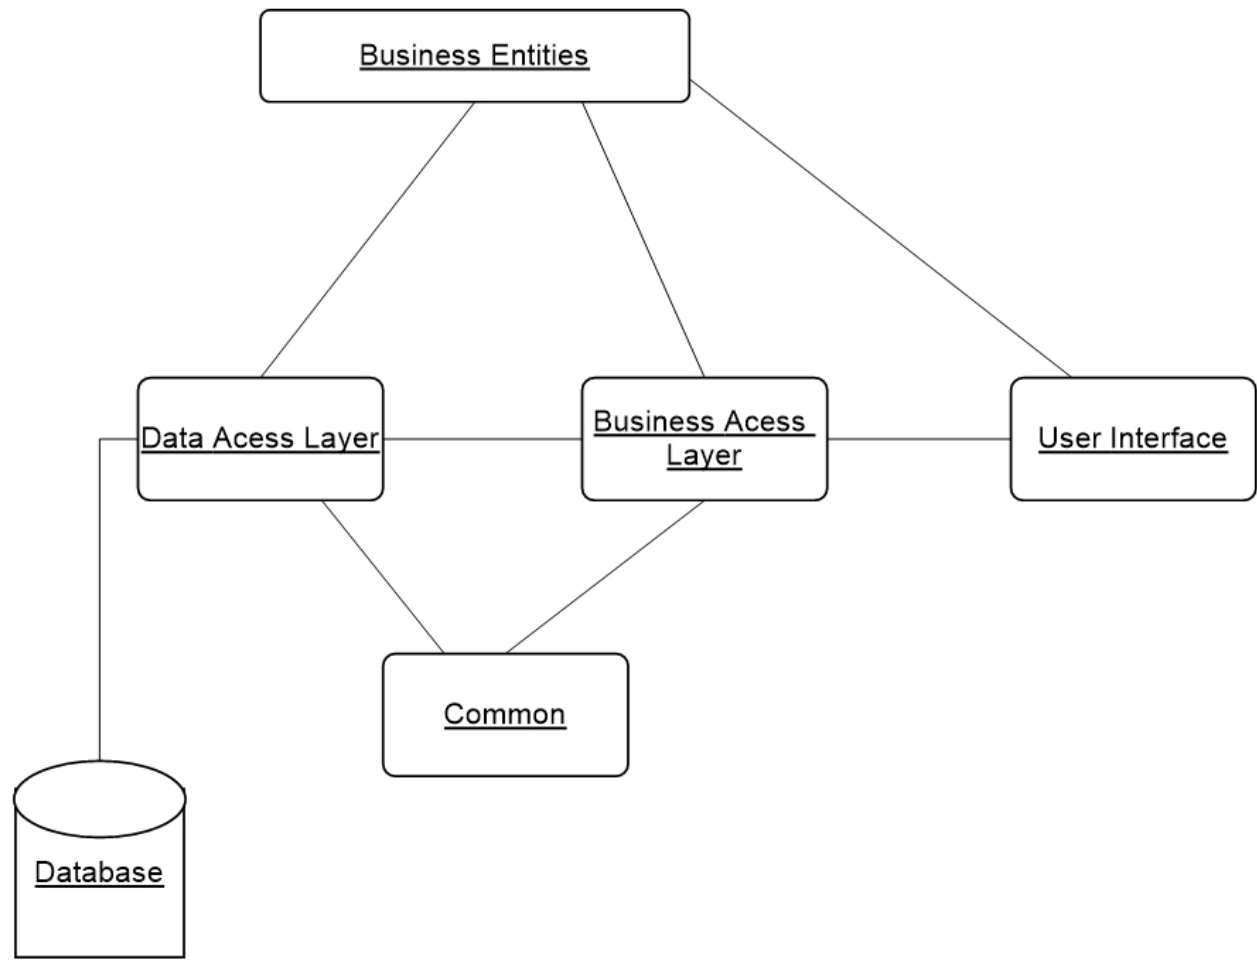 Business Entities
Data Acess Layer
Business Acess
Layer
User Interface
Common
Database